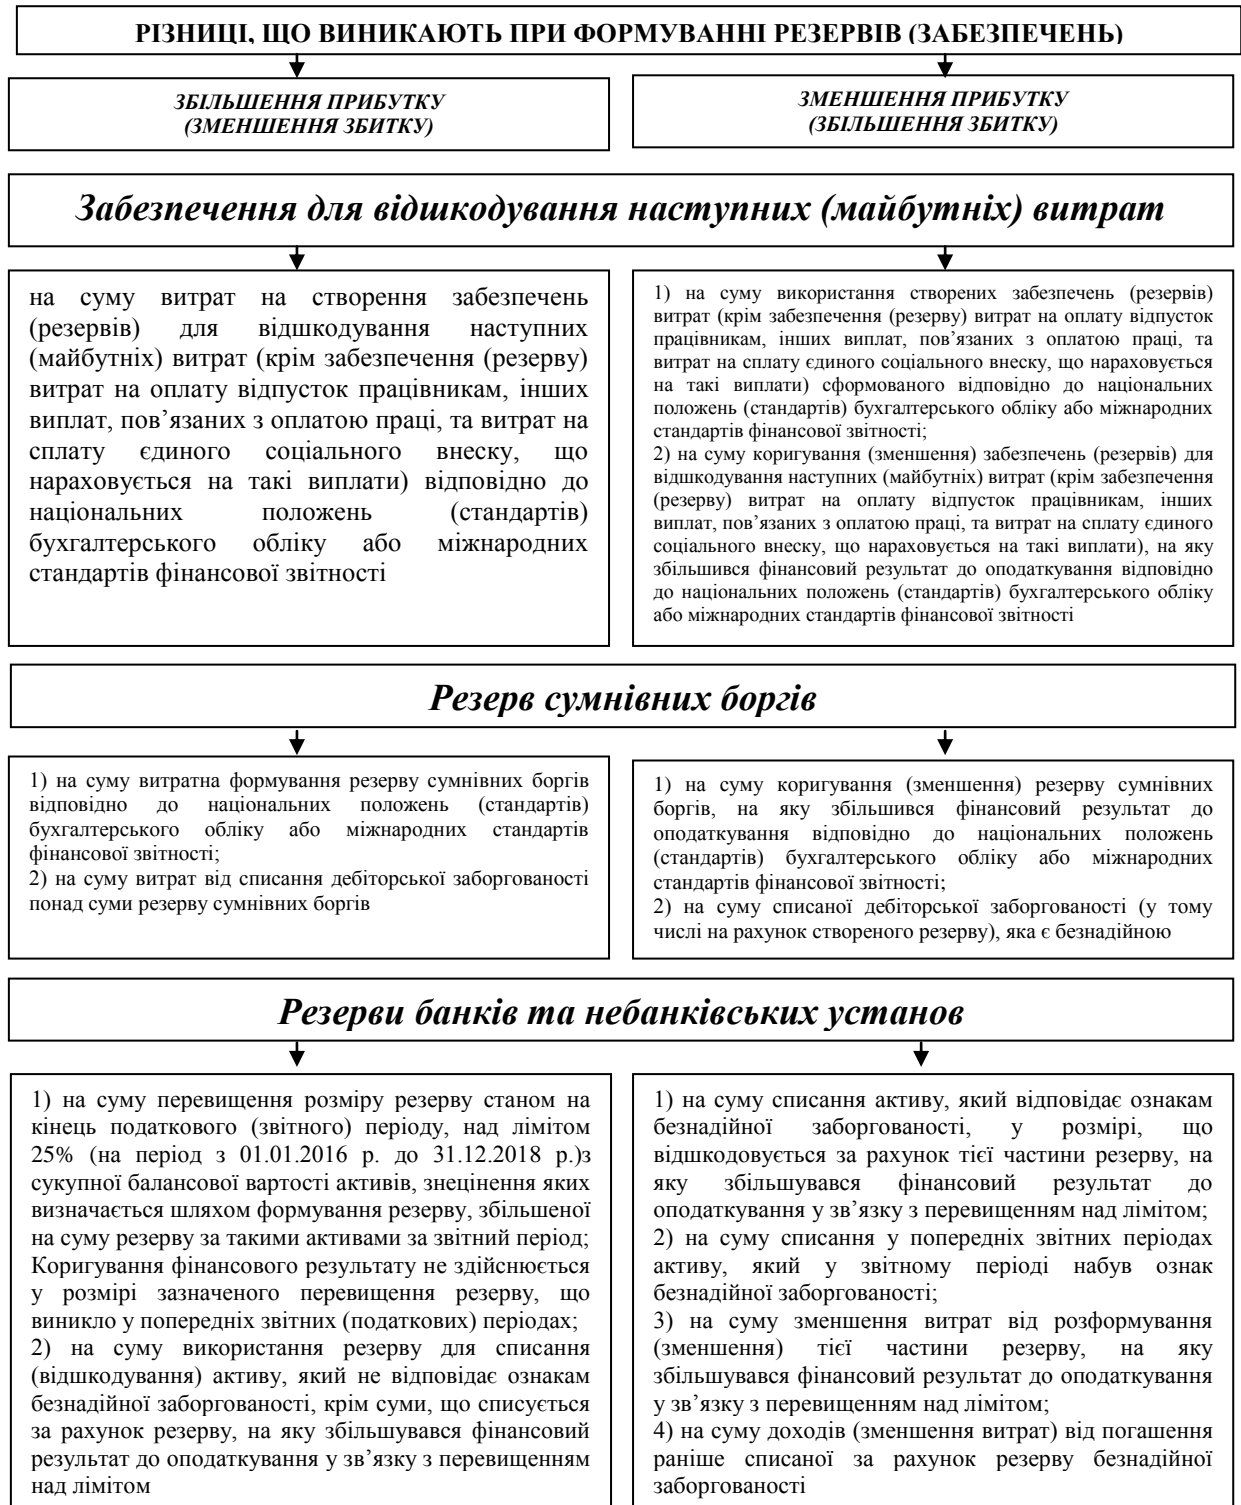 РІЗНИЦІ, ЩО ВИНИКАЮТЬ ПРИ ФОРМУВАННІ РЕЗЕРВІВ (ЗАБЕЗПЕЧЕНЬ)
ЗБІЛЬШЕННЯ ПРИБУТКУ
(ЗМЕНШЕННЯ ЗБИТКУ)
ЗМЕНШЕННЯ ПРИБУТКУ
(ЗБІЛЬШЕННЯ ЗБИТКУ)
Забезпечення для відшкодування наступних (майбутніх) витрат
на суму витрат на створення забезпечень
(резервів) для відшкодування наступних
(майбутніх) витрат (крім забезпечення (резерву)
витрат на оплату відпусток працівникам, інших
виплат, пов’язаних з оплатою праці, та витрат на
сплату єдиного соціального внеску, що
нараховується на такі виплати) відповідно до
національних положень (стандартів)
бухгалтерського обліку або міжнародних
стандартів фінансової звітності
1) на суму використання створених забезпечень (резервів)
витрат (крім забезпечення (резерву) витрат на оплату відпусток
працівникам, інших виплат, пов’язаних з оплатою праці, та
витрат на сплату єдиного соціального внеску, що нараховується
на такі виплати) сформованого відповідно до національних
положень (стандартів) бухгалтерського обліку або міжнародних
стандартів фінансової звітності;
2) на суму коригування (зменшення) забезпечень (резервів) для
відшкодування наступних (майбутніх) витрат (крім забезпечення
(резерву) витрат на оплату відпусток працівникам, інших
виплат, пов’язаних з оплатою праці, та витрат на сплату єдиного
соціального внеску, що нараховується на такі виплати), на яку
збільшився фінансовий результат до оподаткування відповідно
до національних положень (стандартів) бухгалтерського обліку
або міжнародних стандартів фінансової звітності
Резерв сумнівних боргів
1) на суму витратна формування резерву сумнівних боргів
відповідно до національних положень (стандартів)
бухгалтерського обліку або міжнародних стандартів
фінансової звітності;
2) на суму витрат від списання дебіторської заборгованості
понад суми резерву сумнівних боргів
1) на суму коригування (зменшення) резерву сумнівних
боргів, на яку збільшився фінансовий результат до
оподаткування відповідно до національних положень
(стандартів) бухгалтерського обліку або міжнародних
стандартів фінансової звітності;
2) на суму списаної дебіторської заборгованості (у тому
числі на рахунок створеного резерву), яка є безнадійною
Резерви банків та небанківських установ
1) на суму перевищення розміру резерву станом на
кінець податкового (звітного) періоду, над лімітом
25% (на період з 01.01.2016 р. до 31.12.2018 р.)з
сукупної балансової вартості активів, знецінення яких
визначається шляхом формування резерву, збільшеної
на суму резерву за такими активами за звітний період;
Коригування фінансового результату не здійснюється
у розмірі зазначеного перевищення резерву, що
виникло у попередніх звітних (податкових) періодах;
2) на суму використання резерву для списання
(відшкодування) активу, який не відповідає ознакам
безнадійної заборгованості, крім суми, що списується
за рахунок резерву, на яку збільшувався фінансовий
результат до оподаткування у зв’язку з перевищенням
над лімітом
1) на суму списання активу, який відповідає ознакам
безнадійної заборгованості, у розмірі, що
відшкодовується за рахунок тієї частини резерву, на
яку збільшувався фінансовий результат до
оподаткування у зв’язку з перевищенням над лімітом;
2) на суму списання у попередніх звітних періодах
активу, який у звітному періоді набув ознак
безнадійної заборгованості;
3) на суму зменшення витрат від розформування
(зменшення) тієї частини резерву, на яку
збільшувався фінансовий результат до оподаткування
у зв’язку з перевищенням над лімітом;
4) на суму доходів (зменшення витрат) від погашення
раніше списаної за рахунок резерву безнадійної
заборгованості